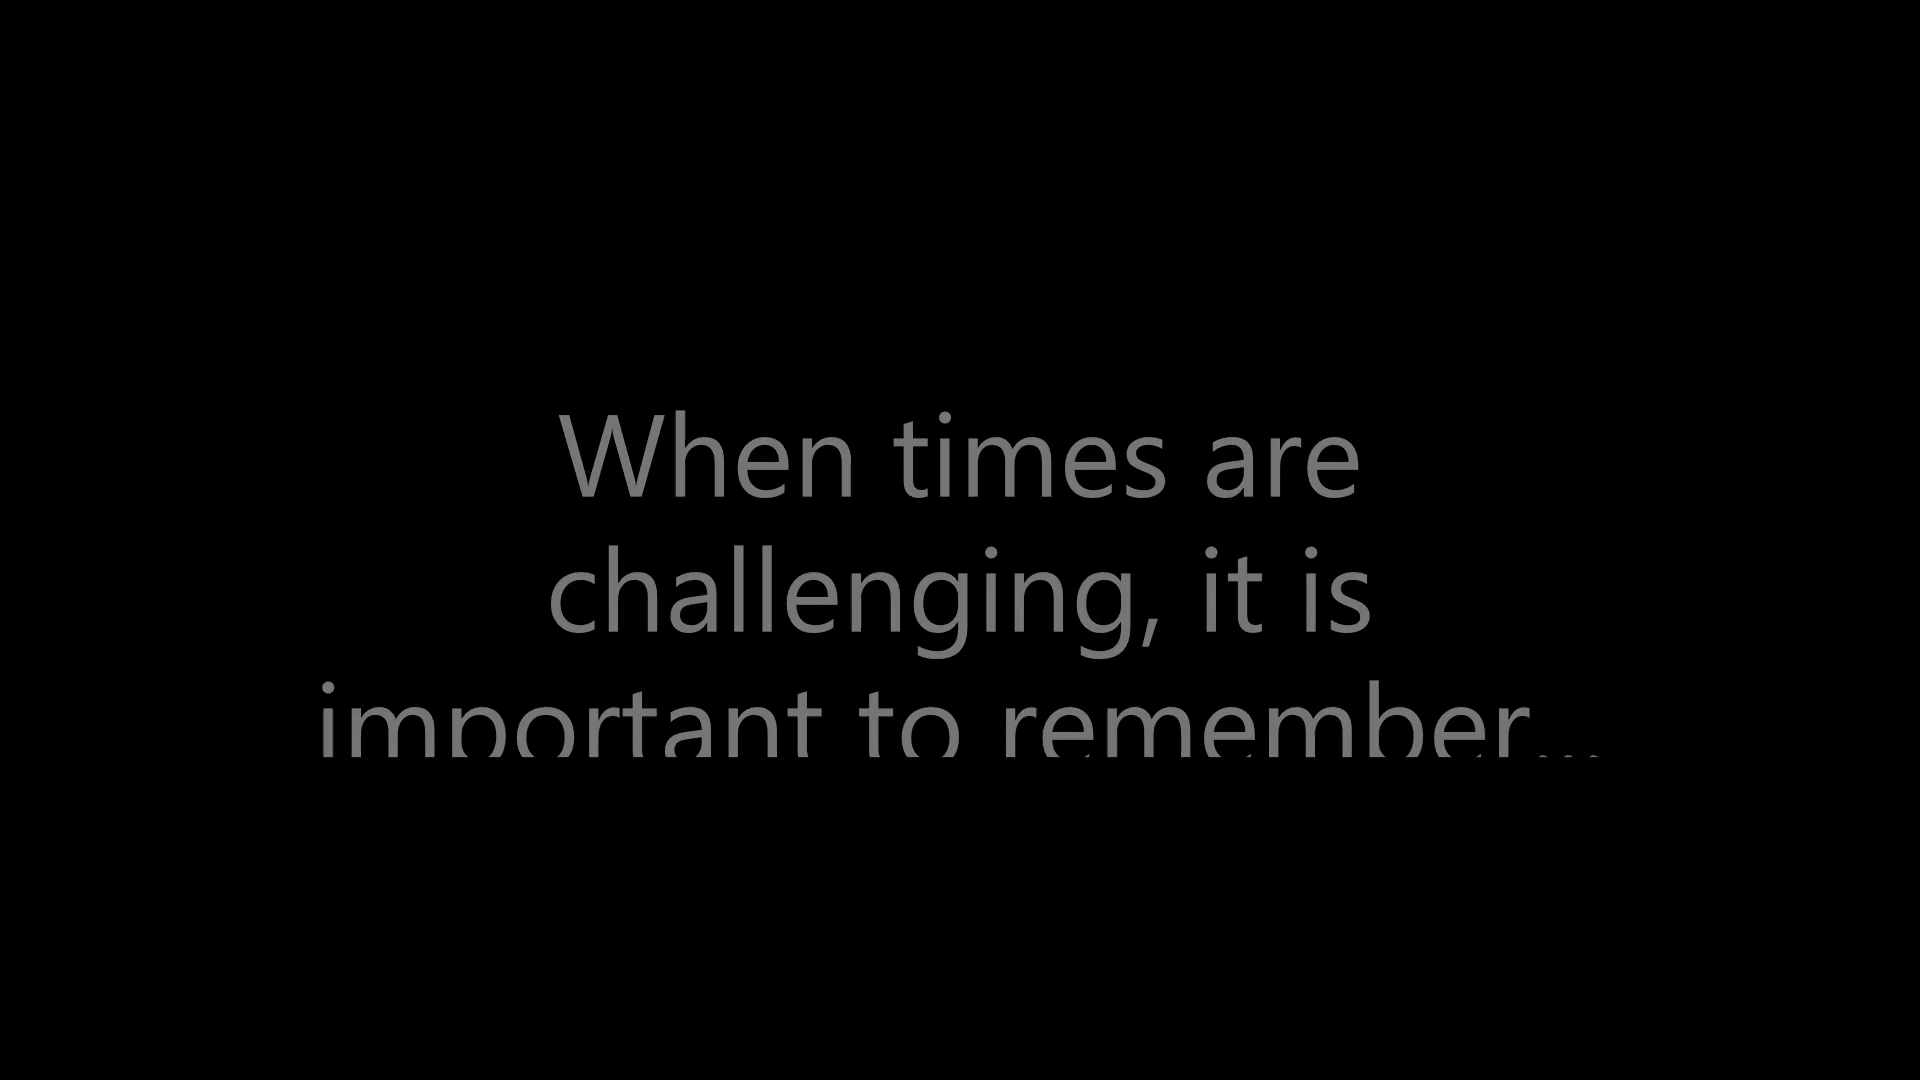 When times are
challenging, it is
important to remember...